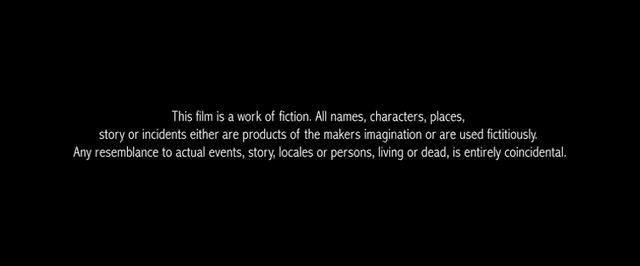 This film is a work of fiction. All names, characters, places,
story or incidents either are products of the makers imagination or are used fictitiously.
Any resemblance to actual events, story, locales or persons, living or dead, is entirely coincidental.